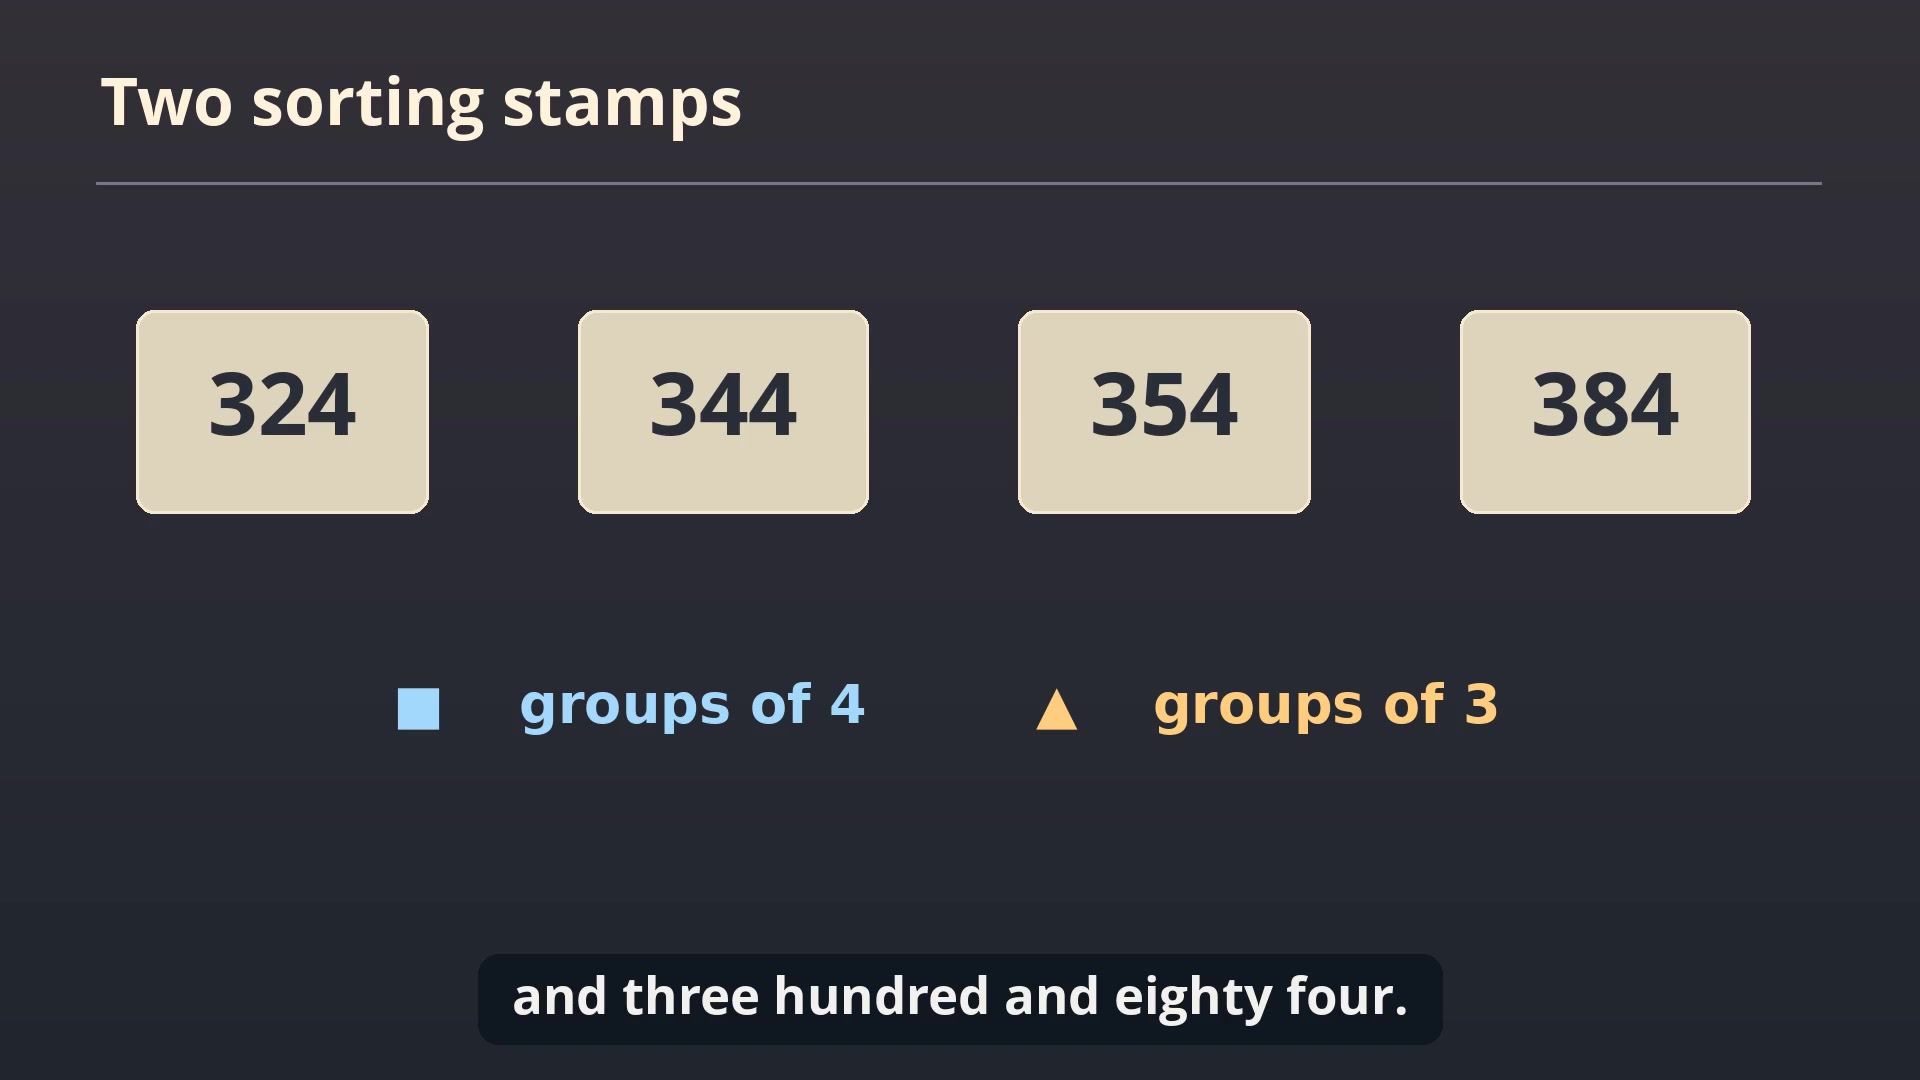 Two sorting stamps
324 344 354 384
■ groups of 4 ▲ groups of 3
and three hundred and eighty four.